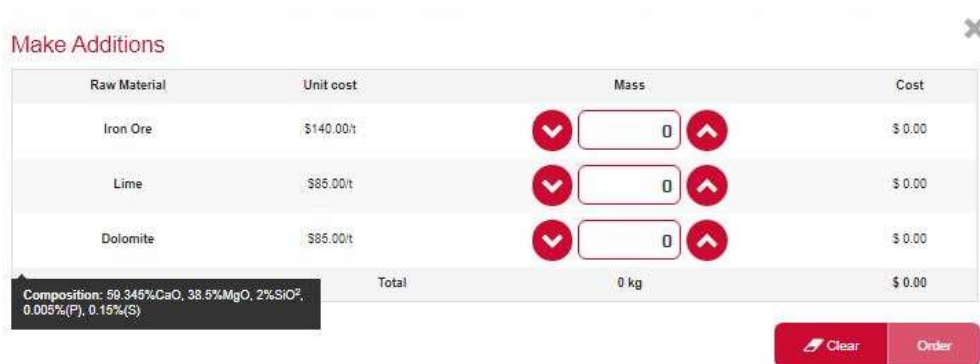 Make Additions
Raw Material Unit cost Mass Cost
Iron Ore $140.00/t 0 $ 0.00
Lime $85.00/t 0 $ 0.00
Dolomite $85.00/t 0 $ 0.00
Total 0 kg $ 0.00
Composition: 59.345%CaO, 38.5%MgO, 2%SiO²,
0.005%(P), 0.15%(S)
Clear Order